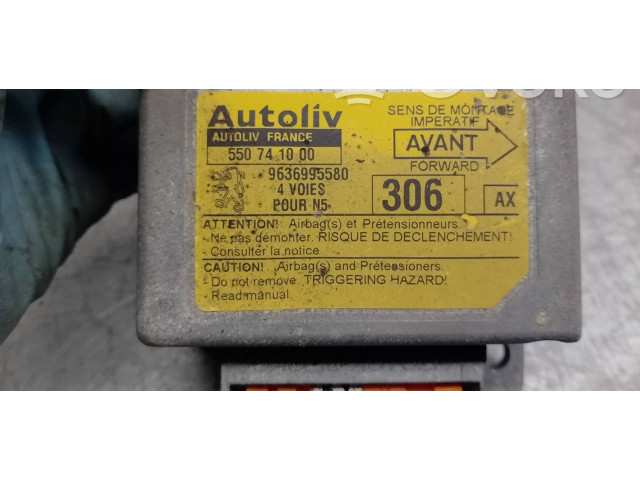 Autoliv
AUTOLIV FRANCE
550 74 10 00
9636995580
4 VOIES
POUR N5
SENS DE MONTAGE
IMPERATIF
AVANT
FORWARD
306
AX
ATTENTION! Airbag(s) et Prétensionneurs.
- Ne pas démonter. RISQUE DE DECLENCHEMENT!
- Consulter la notice
CAUTION! Airbag(s) and Prétensioners.
- Do not remove. TRIGGERING HAZARD!
- Read manual.